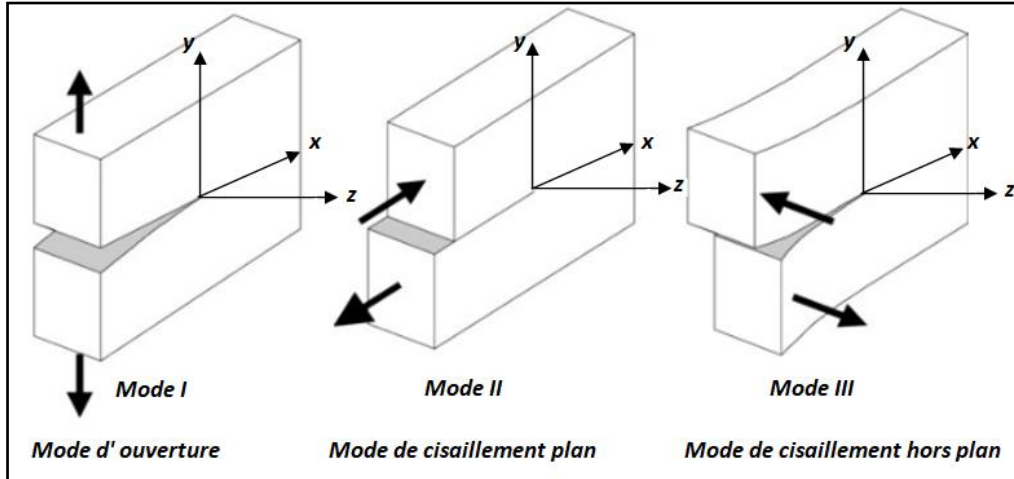 y
y
y
x
x
x
z
z
z
Mode I
Mode II
Mode III
Mode d' ouverture
Mode de cisaillement plan
Mode de cisaillement hors plan